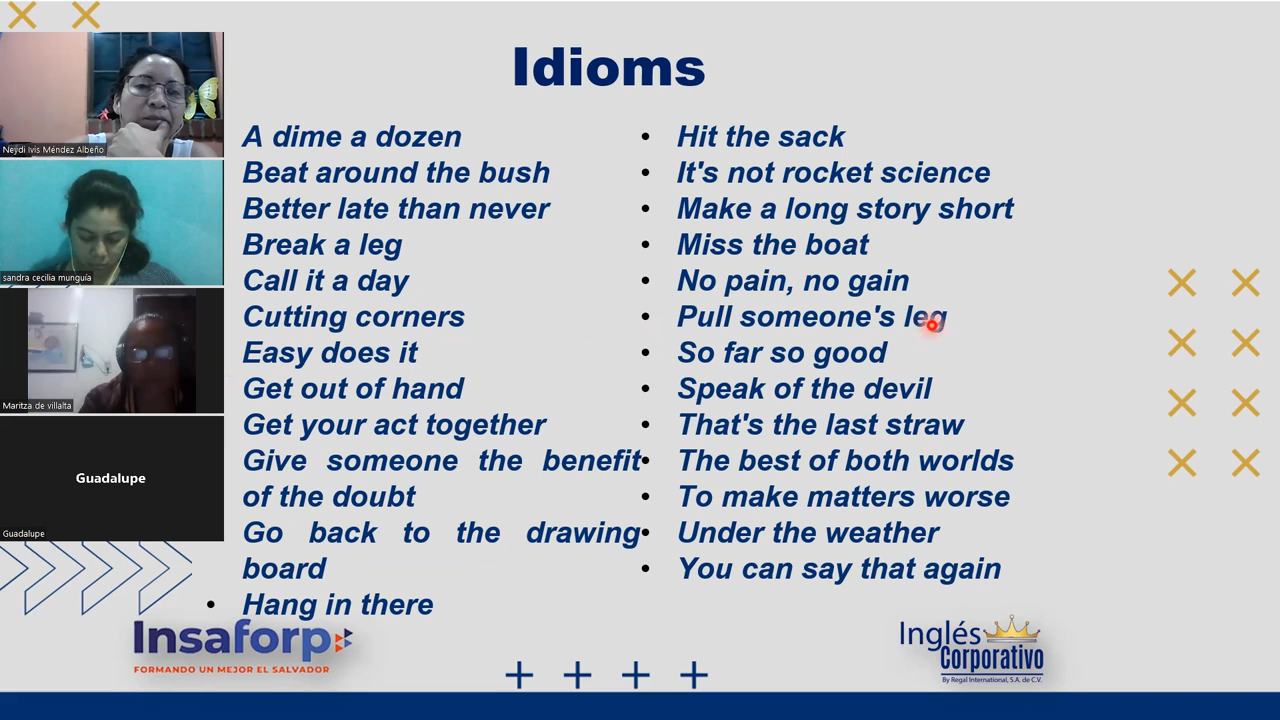 Idioms
Neydi Ivis Méndez Albeño
sandra cecilia munguía
Maritza de villalta
Guadalupe
Guadalupe
A dime a dozen
Beat around the bush
Better late than never
Break a leg
Call it a day
Cutting corners
Easy does it
Get out of hand
Get your act together
Give someone the benefit
of the doubt
Go back to the drawing
board
• Hang in there
• Hit the sack
• It's not rocket science
• Make a long story short
• Miss the boat
• No pain, no gain
• Pull someone's leg
• So far so good
• Speak of the devil
• That's the last straw
• The best of both worlds
• To make matters worse
• Under the weather
• You can say that again
Insaforp
FORMANDO UN MEJOR EL SALVADOR
Inglés
Corporativo
By Regal International, S.A. de C.V.